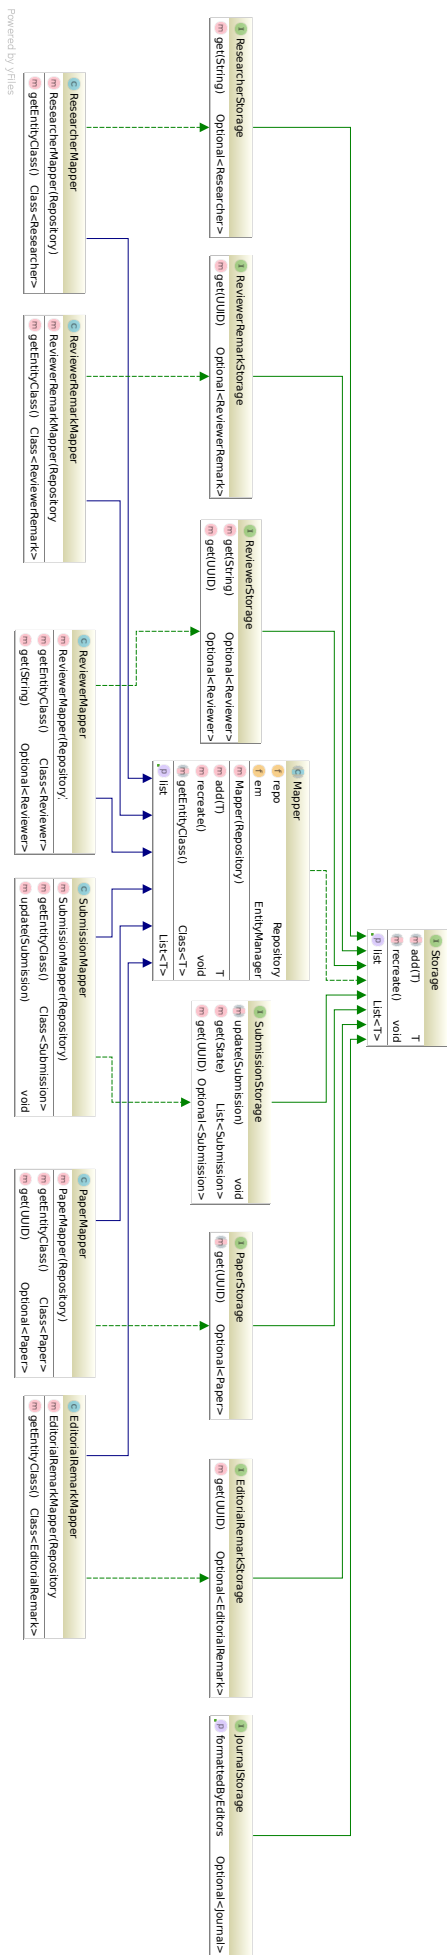 Storage
add(T) T
recreate() void
list List<T>
ResearcherStorage
get(String) Optional<Researcher>
ReviewerRemarkStorage
get(UUID) Optional<ReviewerRemark>
ReviewerStorage
get(String) Optional<Reviewer>
get(UUID) Optional<Reviewer>
Mapper
repo Repository
em EntityManager
Mapper(Repository)
add(T) T
recreate() void
getEntityClass() Class<T>
list List<T>
SubmissionStorage
update(Submission) void
get(State) List<Submission>
get(UUID) Optional<Submission>
PaperStorage
get(UUID) Optional<Paper>
EditorialRemarkStorage
get(UUID) Optional<EditorialRemark>
JournalStorage
formattedByEditors Optional<Journal>
ResearcherMapper
ResearcherMapper(Repository)
getEntityClass() Class<Researcher>
ReviewerRemarkMapper
ReviewerRemarkMapper(Repository
getEntityClass() Class<ReviewerRemark>
ReviewerMapper
ReviewerMapper(Repository)
getEntityClass() Class<Reviewer>
get(String) Optional<Reviewer>
SubmissionMapper
SubmissionMapper(Repository)
getEntityClass() Class<Submission>
update(Submission) void
PaperMapper
PaperMapper(Repository)
getEntityClass() Class<Paper>
get(UUID) Optional<Paper>
EditorialRemarkMapper
EditorialRemarkMapper(Repository
getEntityClass() Class<EditorialRemark>
Powered by yFiles